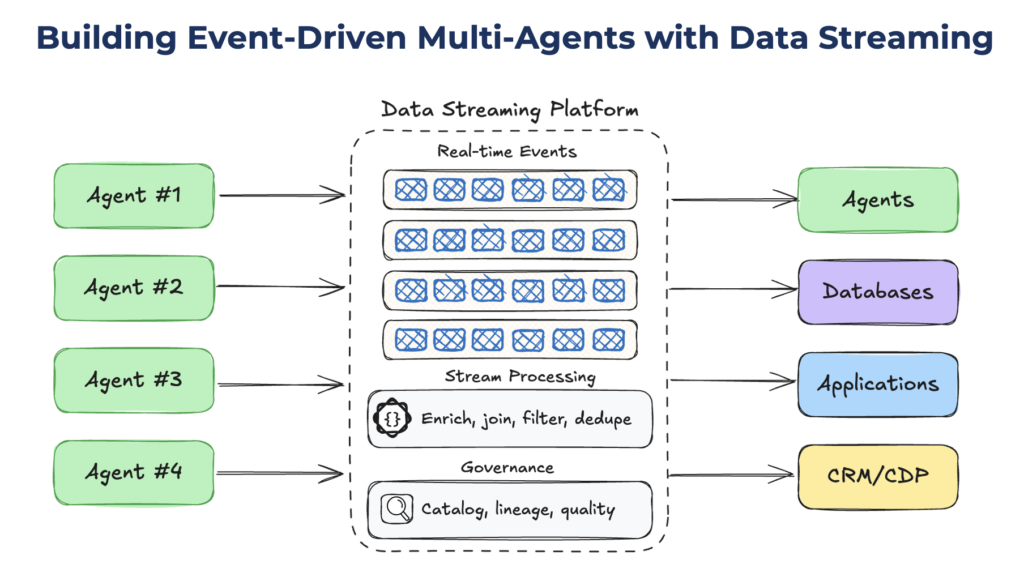 Building Event-Driven Multi-Agents with Data Streaming
Data Streaming Platform
Real-time Events
Agent #1
Agent #2
Agent #3
Agent #4
Stream Processing
{} Enrich, join, filter, dedupe
Governance
Catalog, lineage, quality
Agents
Databases
Applications
CRM/CDP